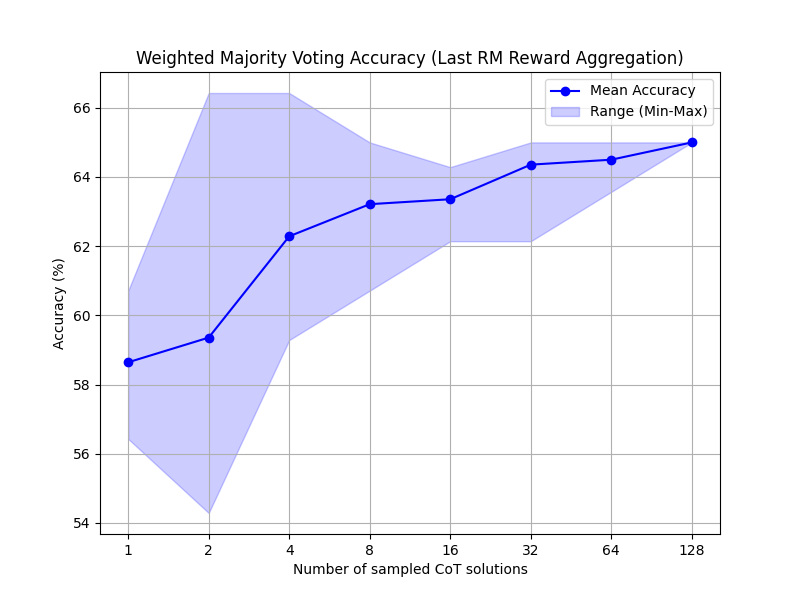 Weighted Majority Voting Accuracy (Last RM Reward Aggregation)
Mean Accuracy
Range (Min-Max)
Accuracy (%)
66
64
62
60
58
56
54
1 2 4 8 16 32 64 128
Number of sampled CoT solutions